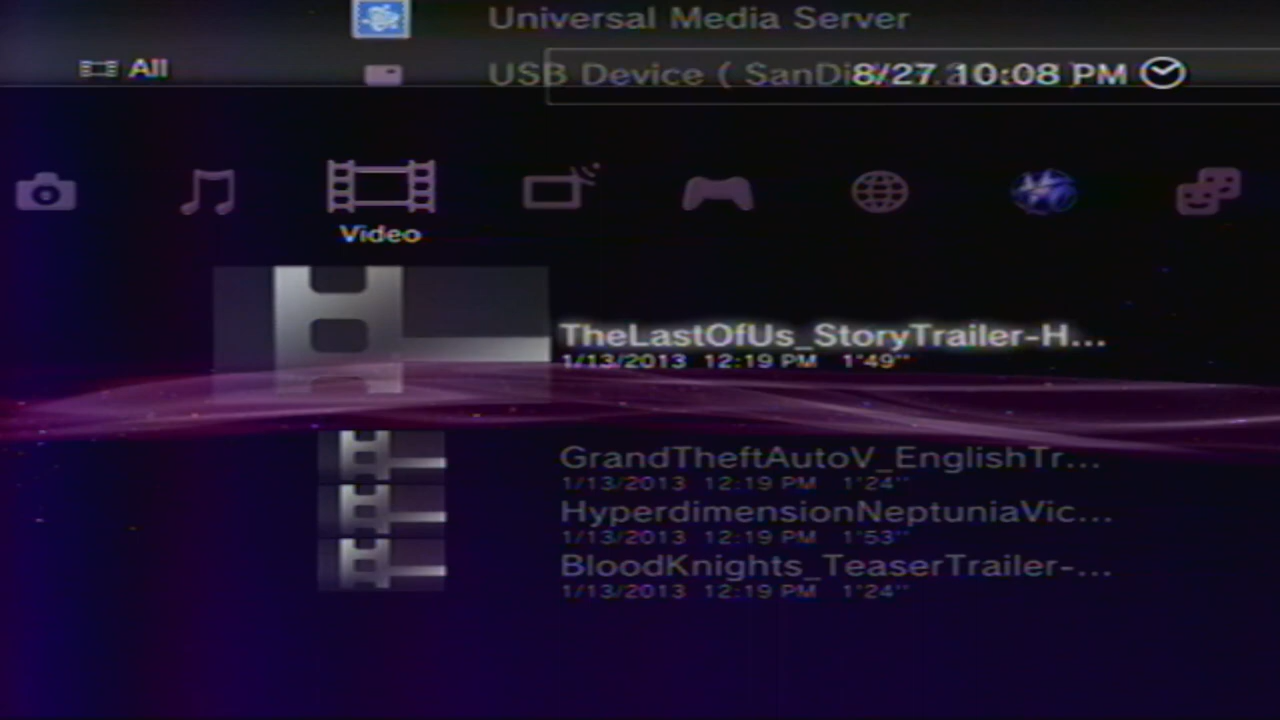 Universal Media Server
All
USB Device ( SanDi
8/27 10:08 PM
Video
TheLastOfUs_StoryTrailer-H...
1/13/2013 12:19 PM 1'49''
GrandTheftAutoV_EnglishTr...
1/13/2013 12:19 PM 1'24''
HyperdimensionNeptuniaVic...
1/13/2013 12:19 PM 1'53''
BloodKnights_TeaserTrailer-...
1/13/2013 12:19 PM 1'24''